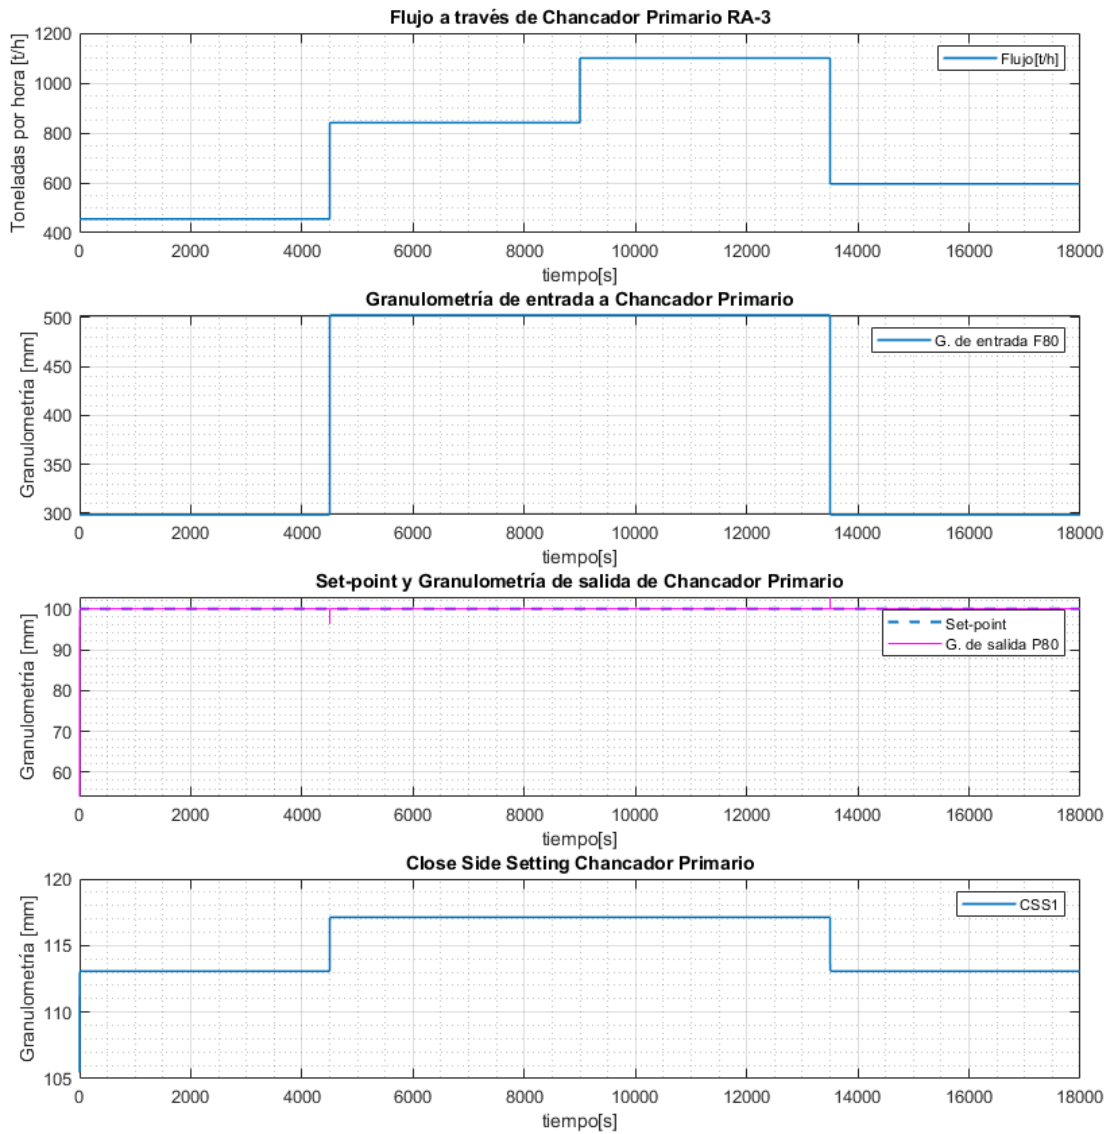 Flujo a través de Chancador Primario RA-3
Toneladas por hora [t/h]
1200
1000
800
600
400
Flujo[t/h]
0 2000 4000 6000 8000 10000 12000 14000 16000 18000
tiempo[s]
Granulometría de entrada a Chancador Primario
Granulometría [mm]
500
450
400
350
300
G. de entrada F80
0 2000 4000 6000 8000 10000 12000 14000 16000 18000
tiempo[s]
Set-point y Granulometría de salida de Chancador Primario
Granulometría [mm]
100
90
80
70
60
Set-point
G. de salida P80
0 2000 4000 6000 8000 10000 12000 14000 16000 18000
tiempo[s]
Close Side Setting Chancador Primario
Granulometría [mm]
120
115
110
105
CSS1
0 2000 4000 6000 8000 10000 12000 14000 16000 18000
tiempo[s]